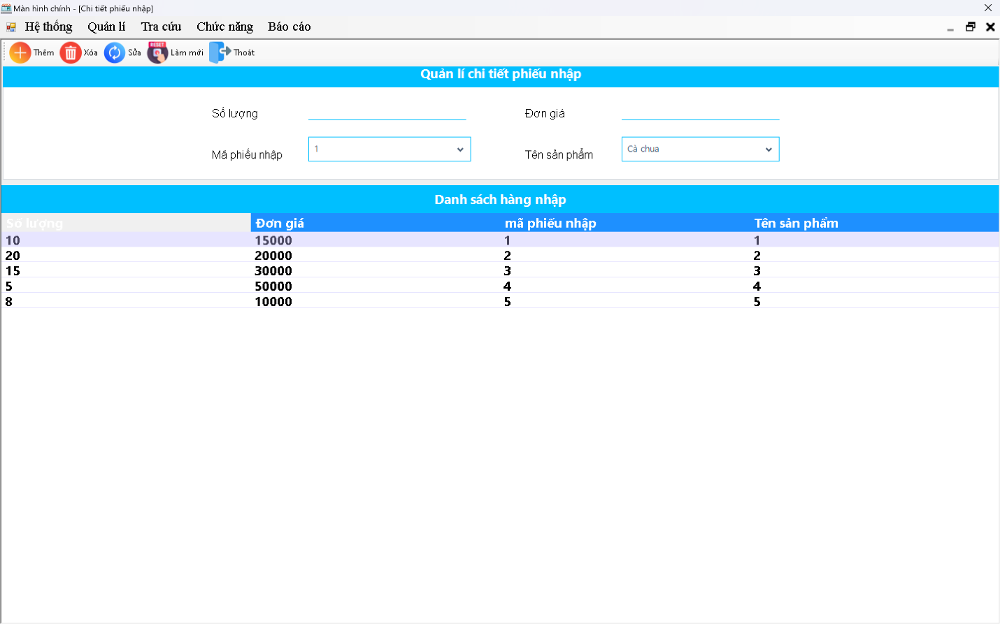 Màn hình chính - [Chi tiết phiếu nhập]
Hệ thống Quản lí Tra cứu Chức năng Báo cáo
Thêm Xóa Sửa RESET Làm mới Thoát
Quản lí chi tiết phiếu nhập
Số lượng Đơn giá
Mã phiếu nhập 1 Tên sản phẩm Cà chua
Danh sách hàng nhập
Số lượng Đơn giá mã phiếu nhập Tên sản phẩm
10 15000 1 1
20 20000 2 2
15 30000 3 3
5 50000 4 4
8 10000 5 5